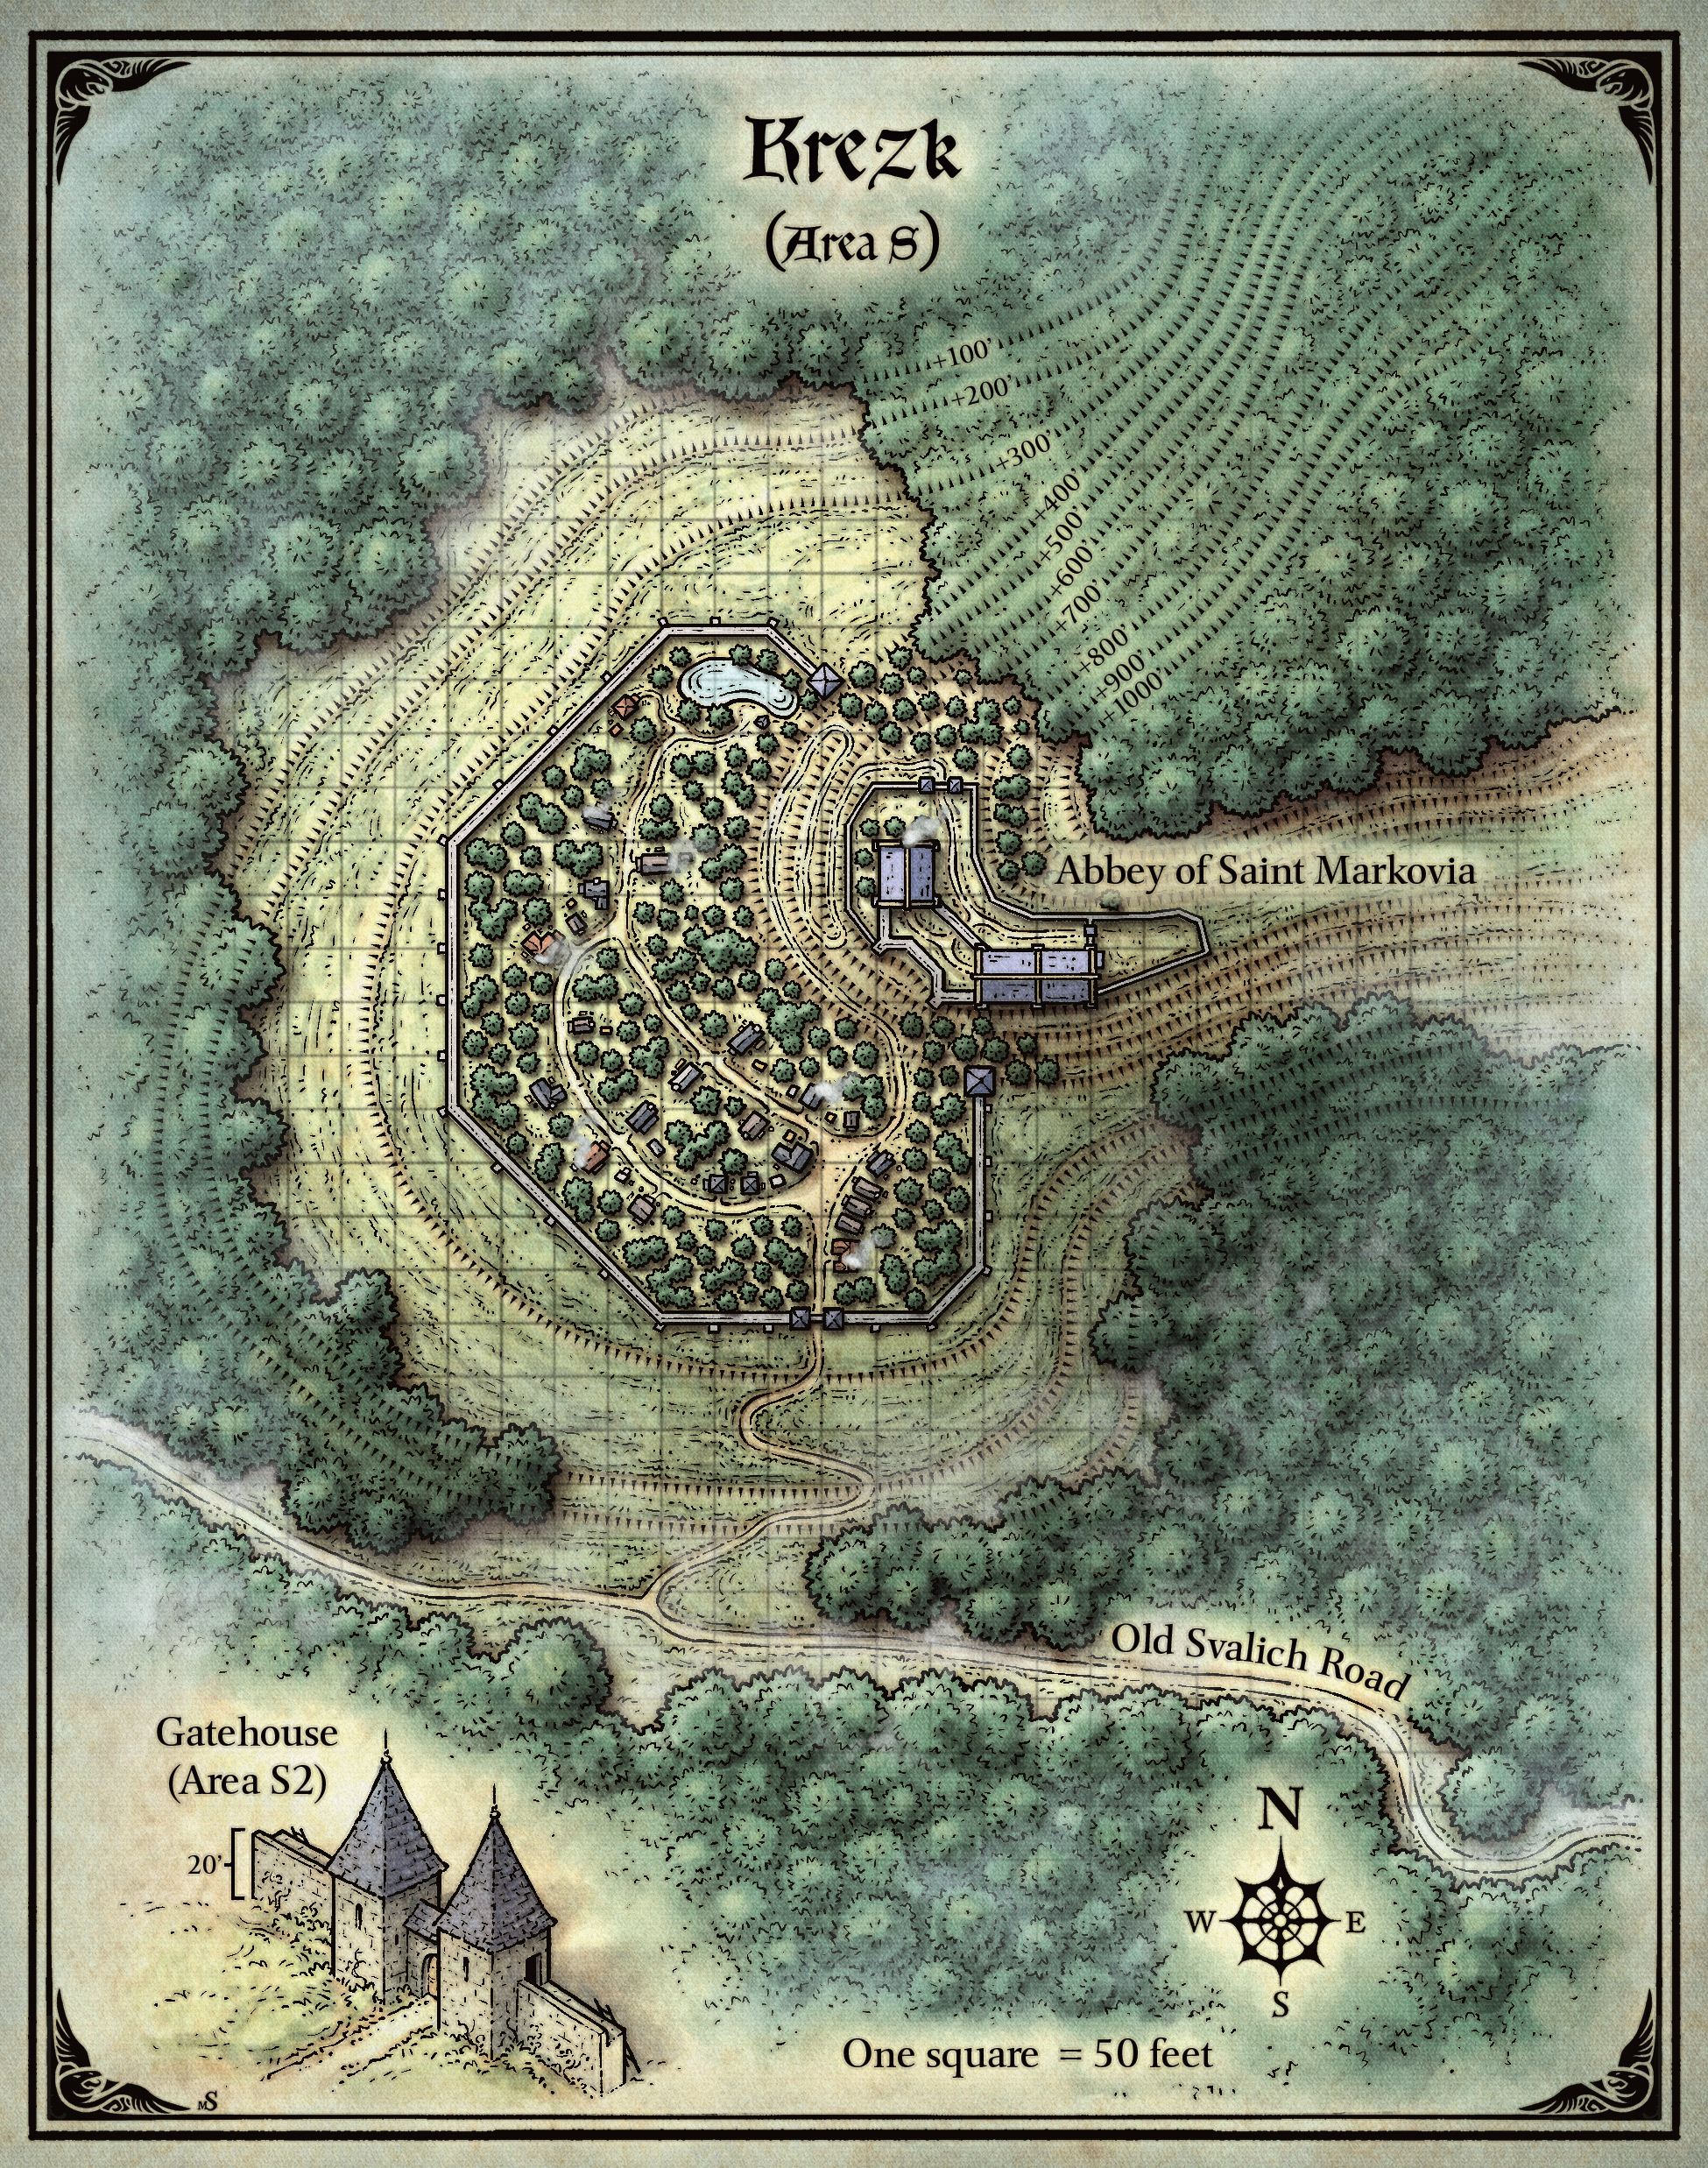 Krezk
(Area S)
+100'
+200'
+300'
+400'
+500'
+600'
+700'
+800'
+900'
+1000'
Abbey of Saint Markovia
Old Svalich Road
Gatehouse
(Area S2)
20'
N
W E
S
One square = 50 feet
MS